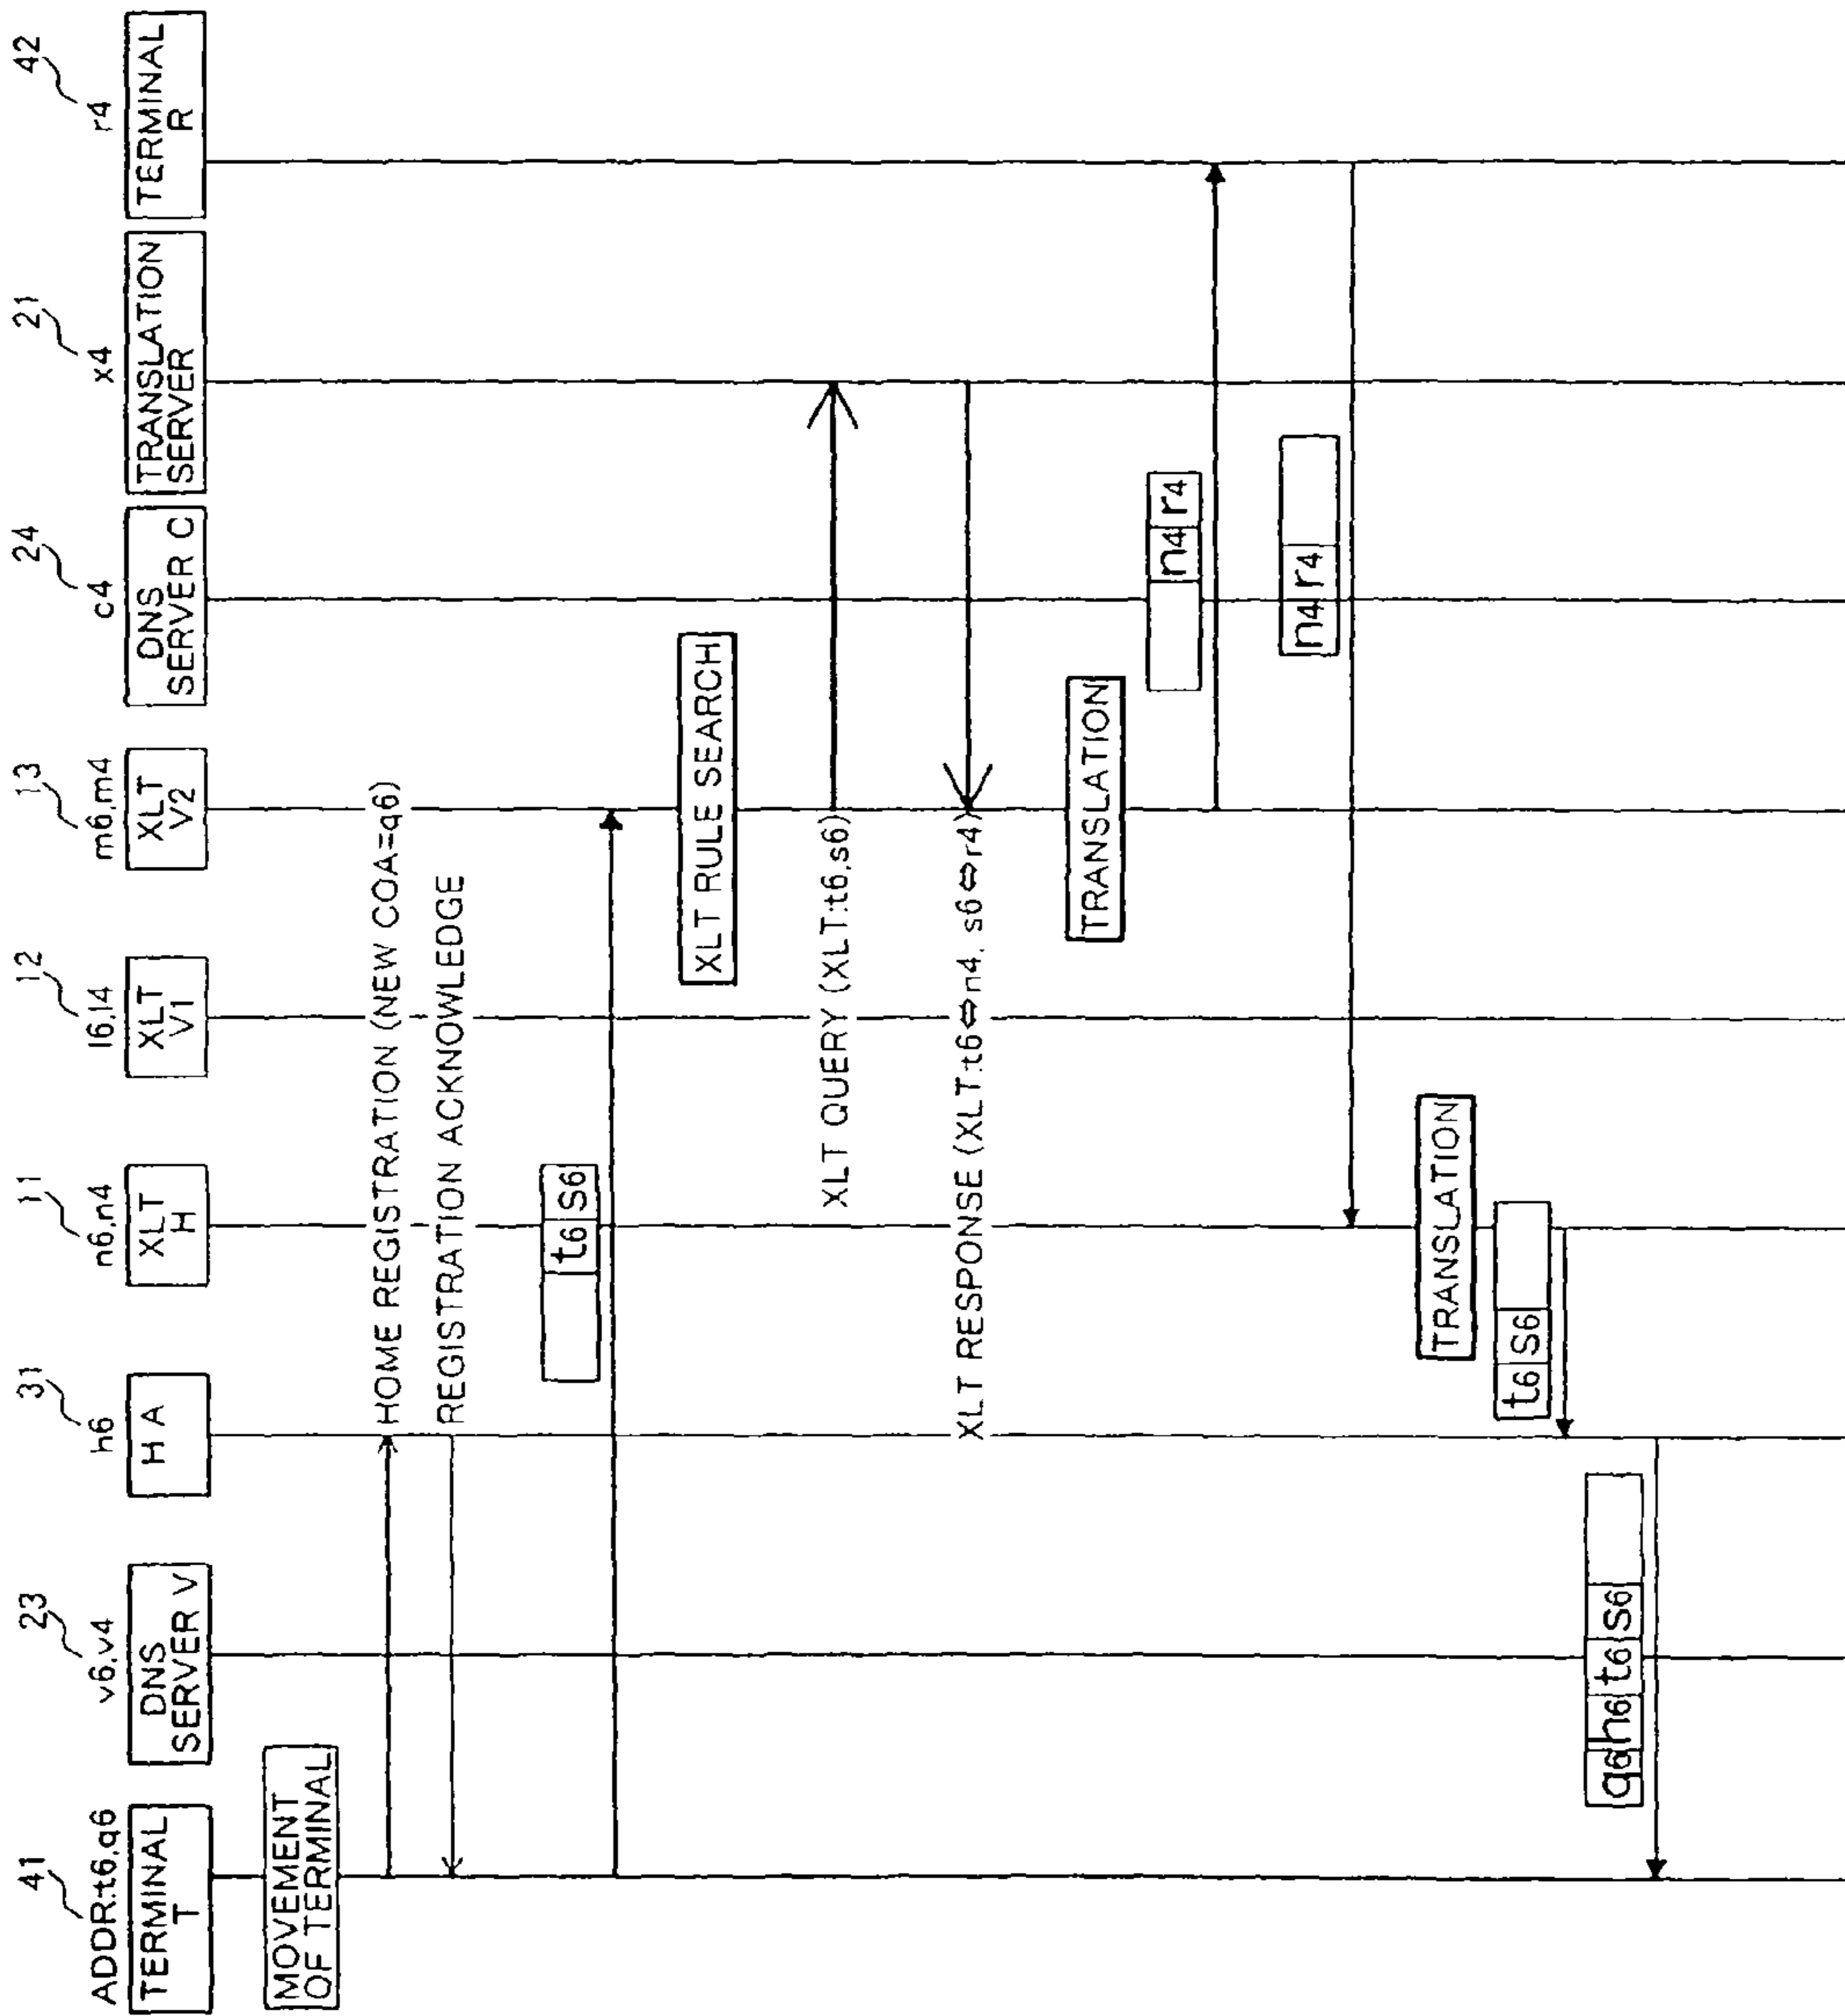 41
ADDR:t6,q6
TERMINAL
T
23
v6,v4
DNS
SERVER V
31
h6
H A
11
n6,n4
XLT
H
12
l6,l4
XLT
V1
13
m6,m4
XLT
V2
24
c4
DNS
SERVER C
21
x4
TRANSLATION
SERVER
42
r4
TERMINAL
R
MOVEMENT
OF TERMINAL
HOME REGISTRATION (NEW COA=q6)
REGISTRATION ACKNOWLEDGE
t6 s6
XLT RULE SEARCH
XLT QUERY (XLT:t6,s6)
XLT RESPONSE (XLT:t6⇔n4, s6⇔r4)
TRANSLATION
n4 r4
n4 r4
TRANSLATION
t6 s6
q6 h6 t6 s6